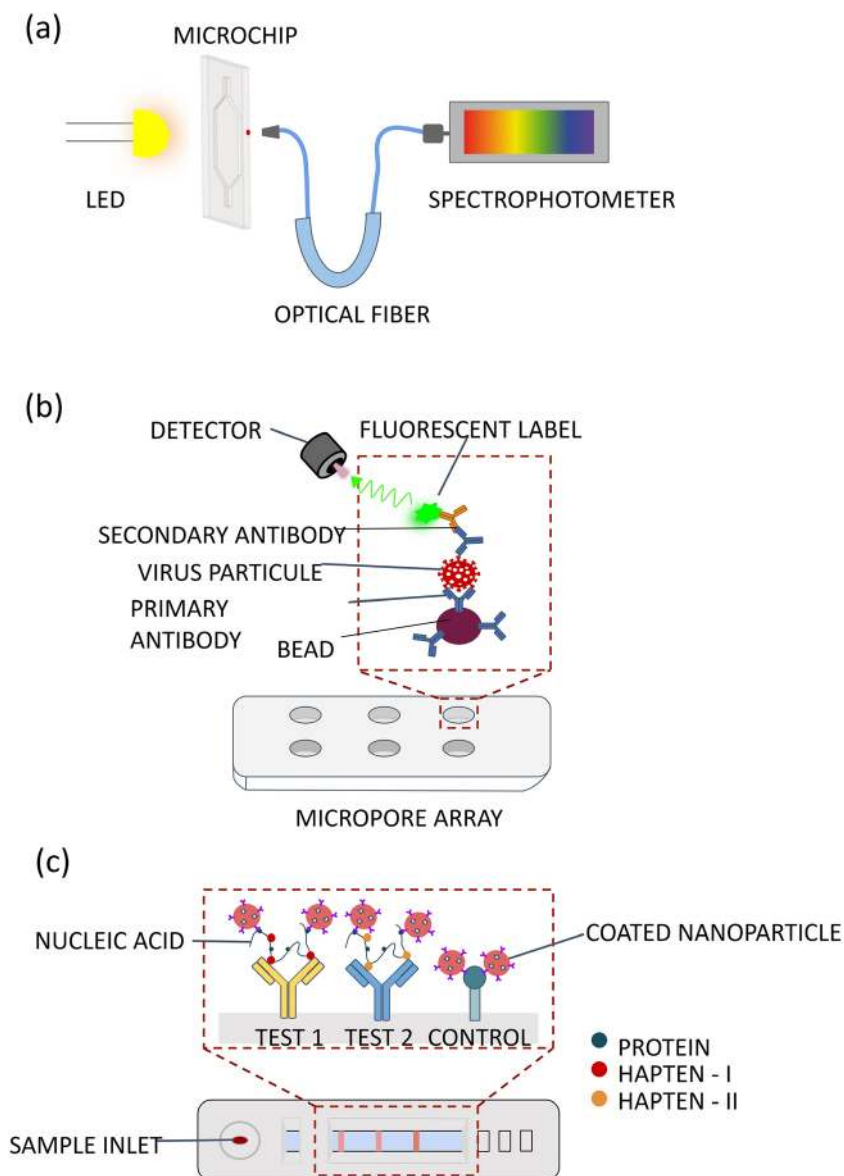 (a)
MICROCHIP
LED
SPECTROPHOTOMETER
OPTICAL FIBER
(b)
DETECTOR
FLUORESCENT LABEL
SECONDARY ANTIBODY
VIRUS PARTICULE
PRIMARY
ANTIBODY
BEAD
MICROPORE ARRAY
(c)
NUCLEIC ACID
COATED NANOPARTICLE
TEST 1
TEST 2
CONTROL
PROTEIN
HAPTEN - I
HAPTEN - II
SAMPLE INLET